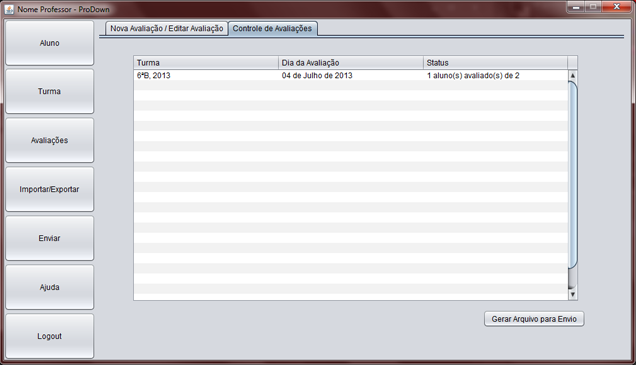 Nome Professor - ProDown
Aluno
Turma
Avaliações
Importar/Exportar
Enviar
Ajuda
Logout
Nova Avaliação / Editar Avaliação
Controle de Avaliações
Turma Dia da Avaliação Status
6ªB, 2013 04 de Julho de 2013 1 aluno(s) avaliado(s) de 2
Gerar Arquivo para Envio